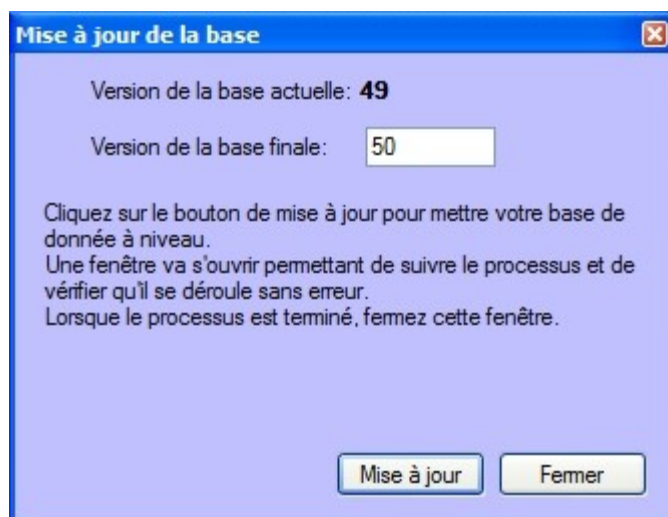 Mise à jour de la base
Version de la base actuelle: 49
Version de la base finale: 50
Cliquez sur le bouton de mise à jour pour mettre votre base de
donnée à niveau.
Une fenêtre va s'ouvrir permettant de suivre le processus et de
vérifier qu'il se déroule sans erreur.
Lorsque le processus est terminé, fermez cette fenêtre.
Mise à jour Fermer